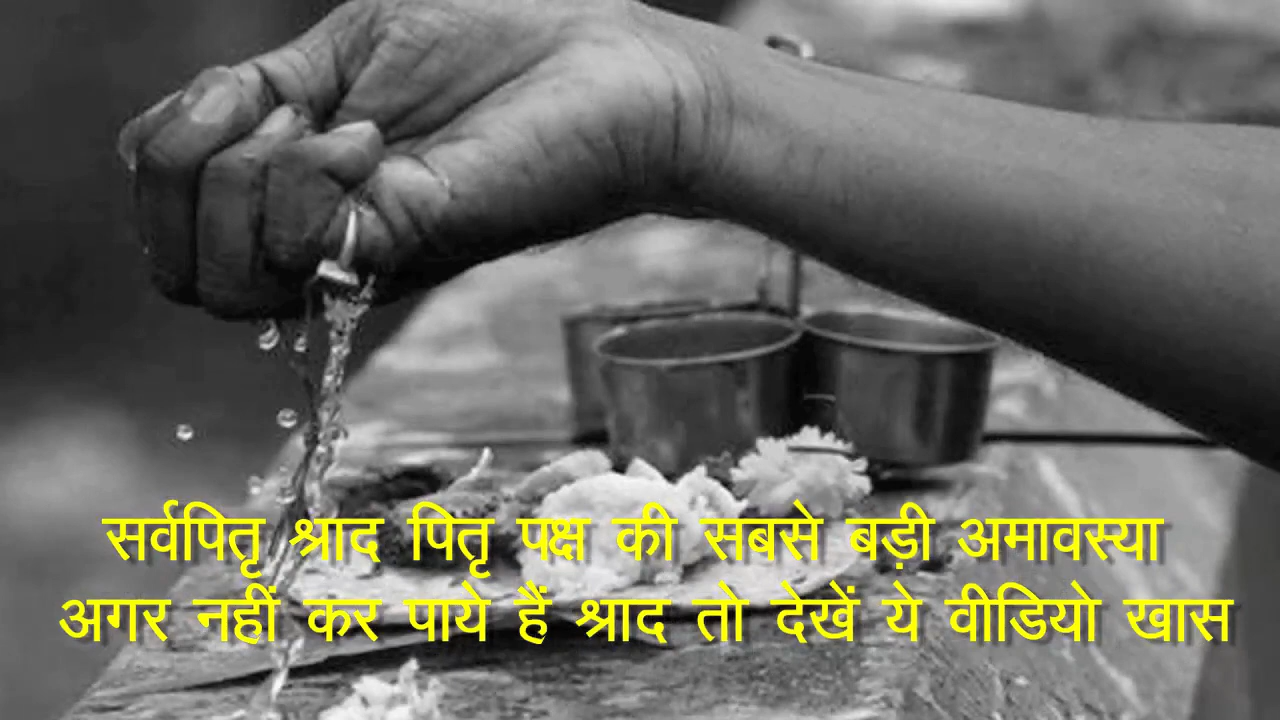 सर्वपितृ श्राद पितृ पक्ष की सबसे बड़ी अमावस्या
अगर नहीं कर पाये हैं श्राद तो देखें ये वीडियो खास